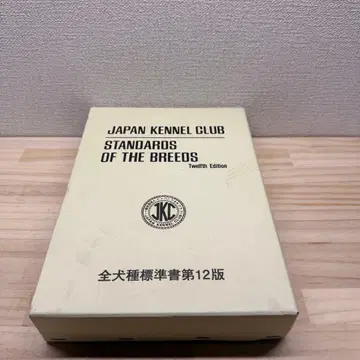 JAPAN KENNEL CLUB
STANDARDS
OF THE BREEDS
Twelfth Edition
JKC
全犬種標準書第12版